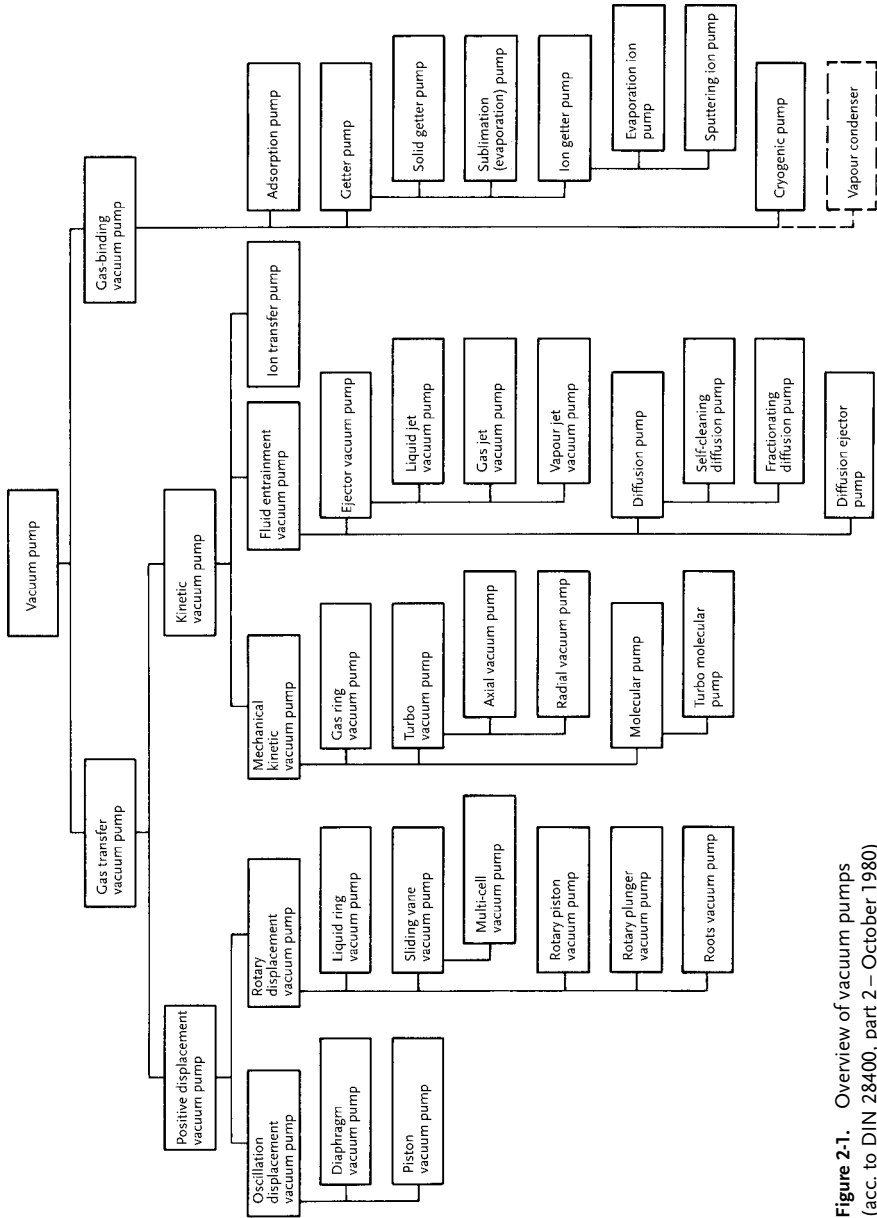 Vacuum pump
Gas transfer
vacuum pump
Gas-binding
vacuum pump
Positive displacement
vacuum pump
Kinetic
vacuum pump
Oscillation
displacement
vacuum pump
Diaphragm
vacuum pump
Piston
vacuum pump
Rotary
displacement
vacuum pump
Liquid ring
vacuum pump
Sliding vane
vacuum pump
Multi-cell
vacuum pump
Rotary piston
vacuum pump
Rotary plunger
vacuum pump
Roots vacuum pump
Mechanical
kinetic
vacuum pump
Gas ring
vacuum pump
Turbo
vacuum pump
Axial vacuum pump
Radial vacuum pump
Molecular pump
Turbo molecular
pump
Fluid entrainment
vacuum pump
Ejector vacuum pump
Liquid jet
vacuum pump
Gas jet
vacuum pump
Vapour jet
vacuum pump
Diffusion pump
Self-cleaning
diffusion pump
Fractionating
diffusion pump
Diffusion ejector
pump
Ion transfer pump
Adsorption pump
Getter pump
Solid getter pump
Sublimation
(evaporation) pump
Ion getter pump
Evaporation ion
pump
Sputtering ion pump
Cryogenic pump
Vapour condenser
Figure 2-1. Overview of vacuum pumps
(acc. to DIN 28400, part 2 – October 1980)